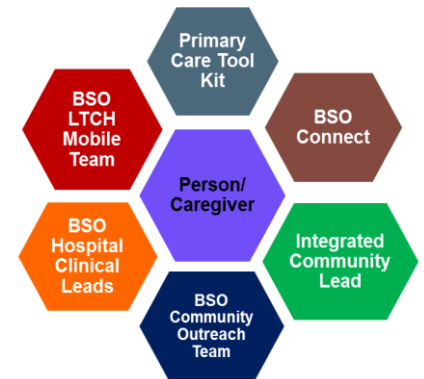 Primary
Care Tool
Kit
BSO
LTCH
Mobile
Team
BSO
Connect
Person/
Caregiver
BSO
Hospital
Clinical
Leads
Integrated
Community
Lead
BSO
Community
Outreach
Team